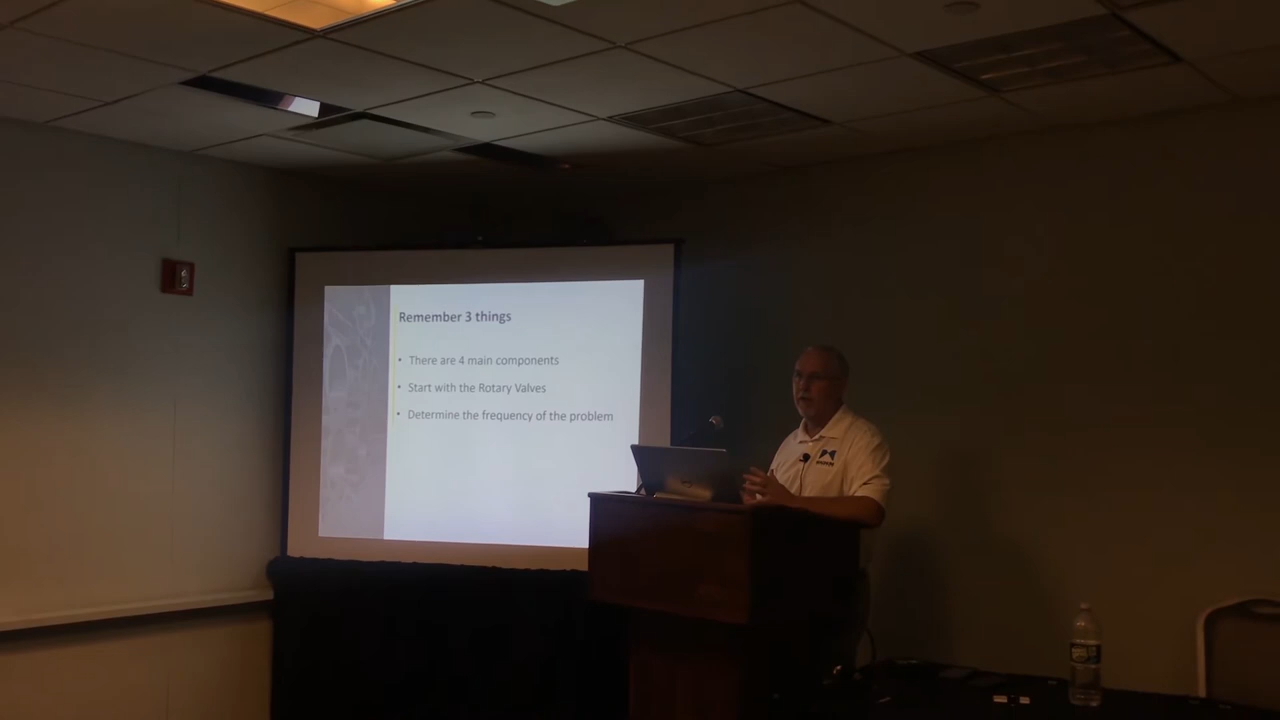 Remember 3 things
• There are 4 main components
• Start with the Rotary Valves
• Determine the frequency of the problem